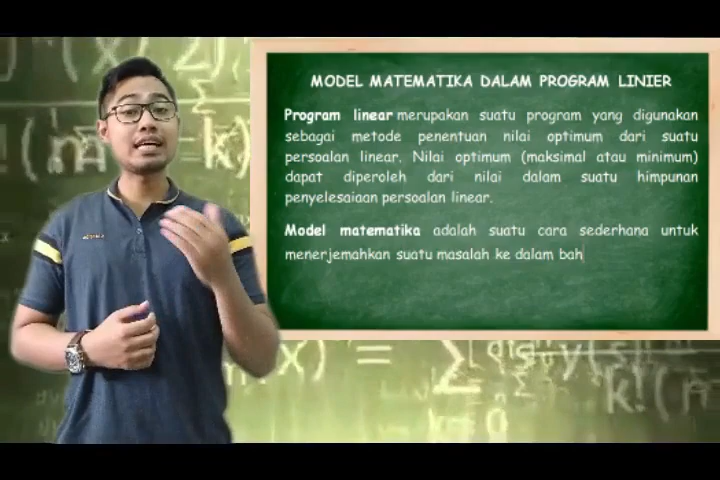 MODEL MATEMATIKA DALAM PROGRAM LINIER
Program linear merupakan suatu program yang digunakan
sebagai metode penentuan nilai optimum dari suatu
persoalan linear. Nilai optimum (maksimal atau minimum)
dapat diperoleh dari nilai dalam suatu himpunan
penyelesaiaan persoalan linear.
Model matematika adalah suatu cara sederhana untuk
menerjemahkan suatu masalah ke dalam bah